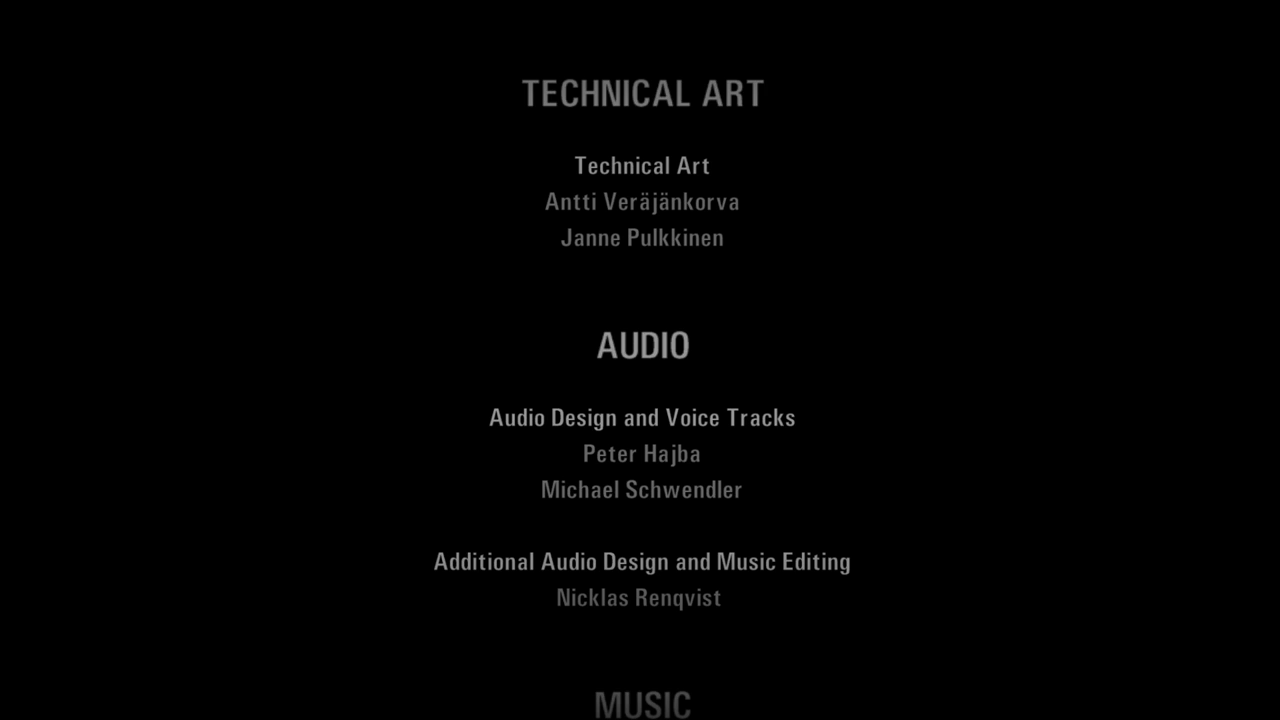 TECHNICAL ART
Technical Art
Antti Veräjänkorva
Janne Pulkkinen
AUDIO
Audio Design and Voice Tracks
Peter Hajba
Michael Schwendler
Additional Audio Design and Music Editing
Nicklas Renqvist
MUSIC